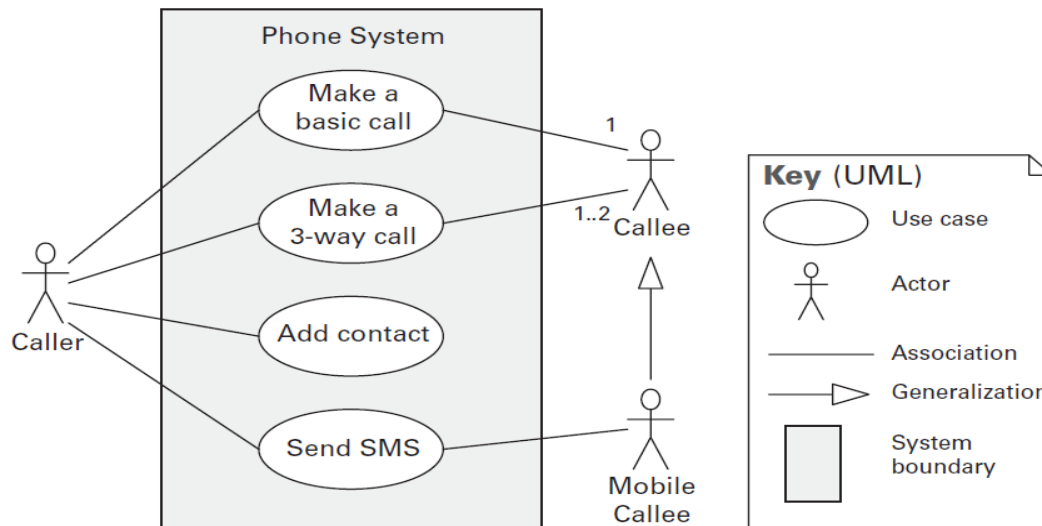 Phone System
Make a
basic call
1
Make a
3-way call
1..2
Callee
Caller
Add contact
Send SMS
Mobile
Callee
Key (UML)
Use case
Actor
Association
Generalization
System
boundary